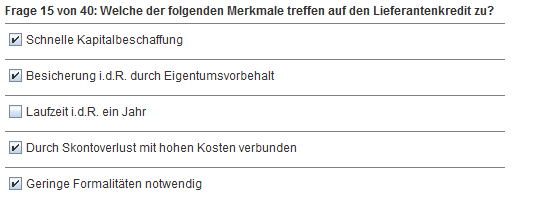 Frage 15 von 40: Welche der folgenden Merkmale treffen auf den Lieferantenkredit zu?
Schnelle Kapitalbeschaffung
Besicherung i.d.R. durch Eigentumsvorbehalt
Laufzeit i.d.R. ein Jahr
Durch Skontoverlust mit hohen Kosten verbunden
Geringe Formalitäten notwendig